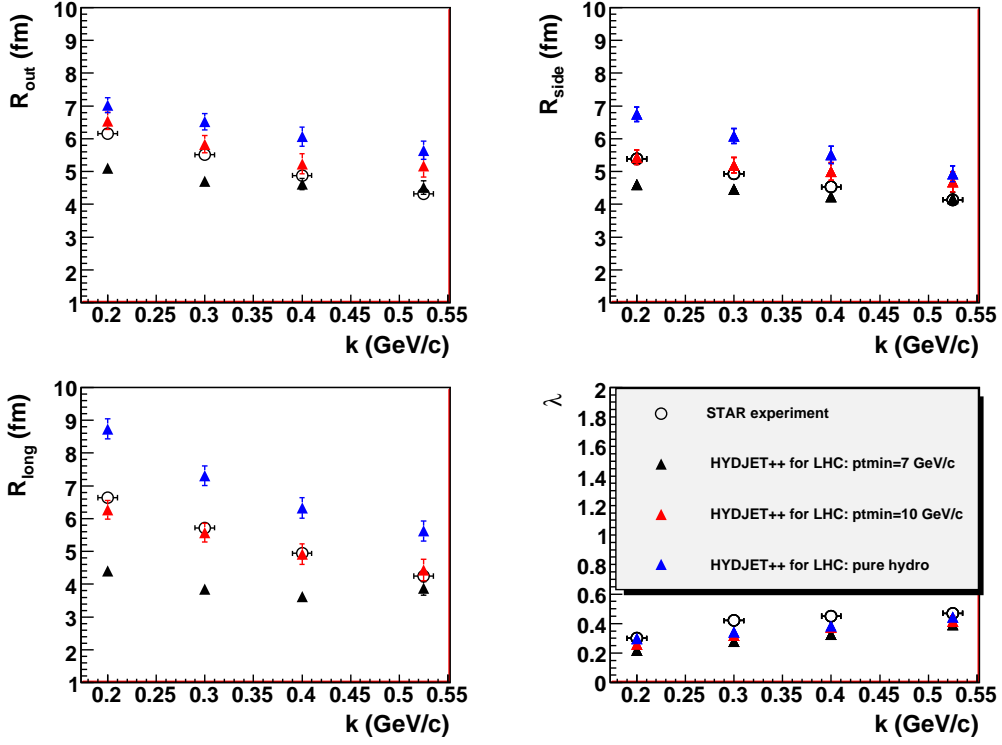 R_out (fm)
10
9
8
7
6
5
4
3
2
1
0.2 0.25 0.3 0.35 0.4 0.45 0.5 0.55
k (GeV/c)
R_side (fm)
10
9
8
7
6
5
4
3
2
1
0.2 0.25 0.3 0.35 0.4 0.45 0.5 0.55
k (GeV/c)
R_long (fm)
10
9
8
7
6
5
4
3
2
1
0.2 0.25 0.3 0.35 0.4 0.45 0.5 0.55
k (GeV/c)
λ
2
1.8
1.6
1.4
1.2
1
0.8
0.6
0.4
0.2
0
STAR experiment
HYDJET++ for LHC: ptmin=7 GeV/c
HYDJET++ for LHC: ptmin=10 GeV/c
HYDJET++ for LHC: pure hydro
0.2 0.25 0.3 0.35 0.4 0.45 0.5 0.55
k (GeV/c)